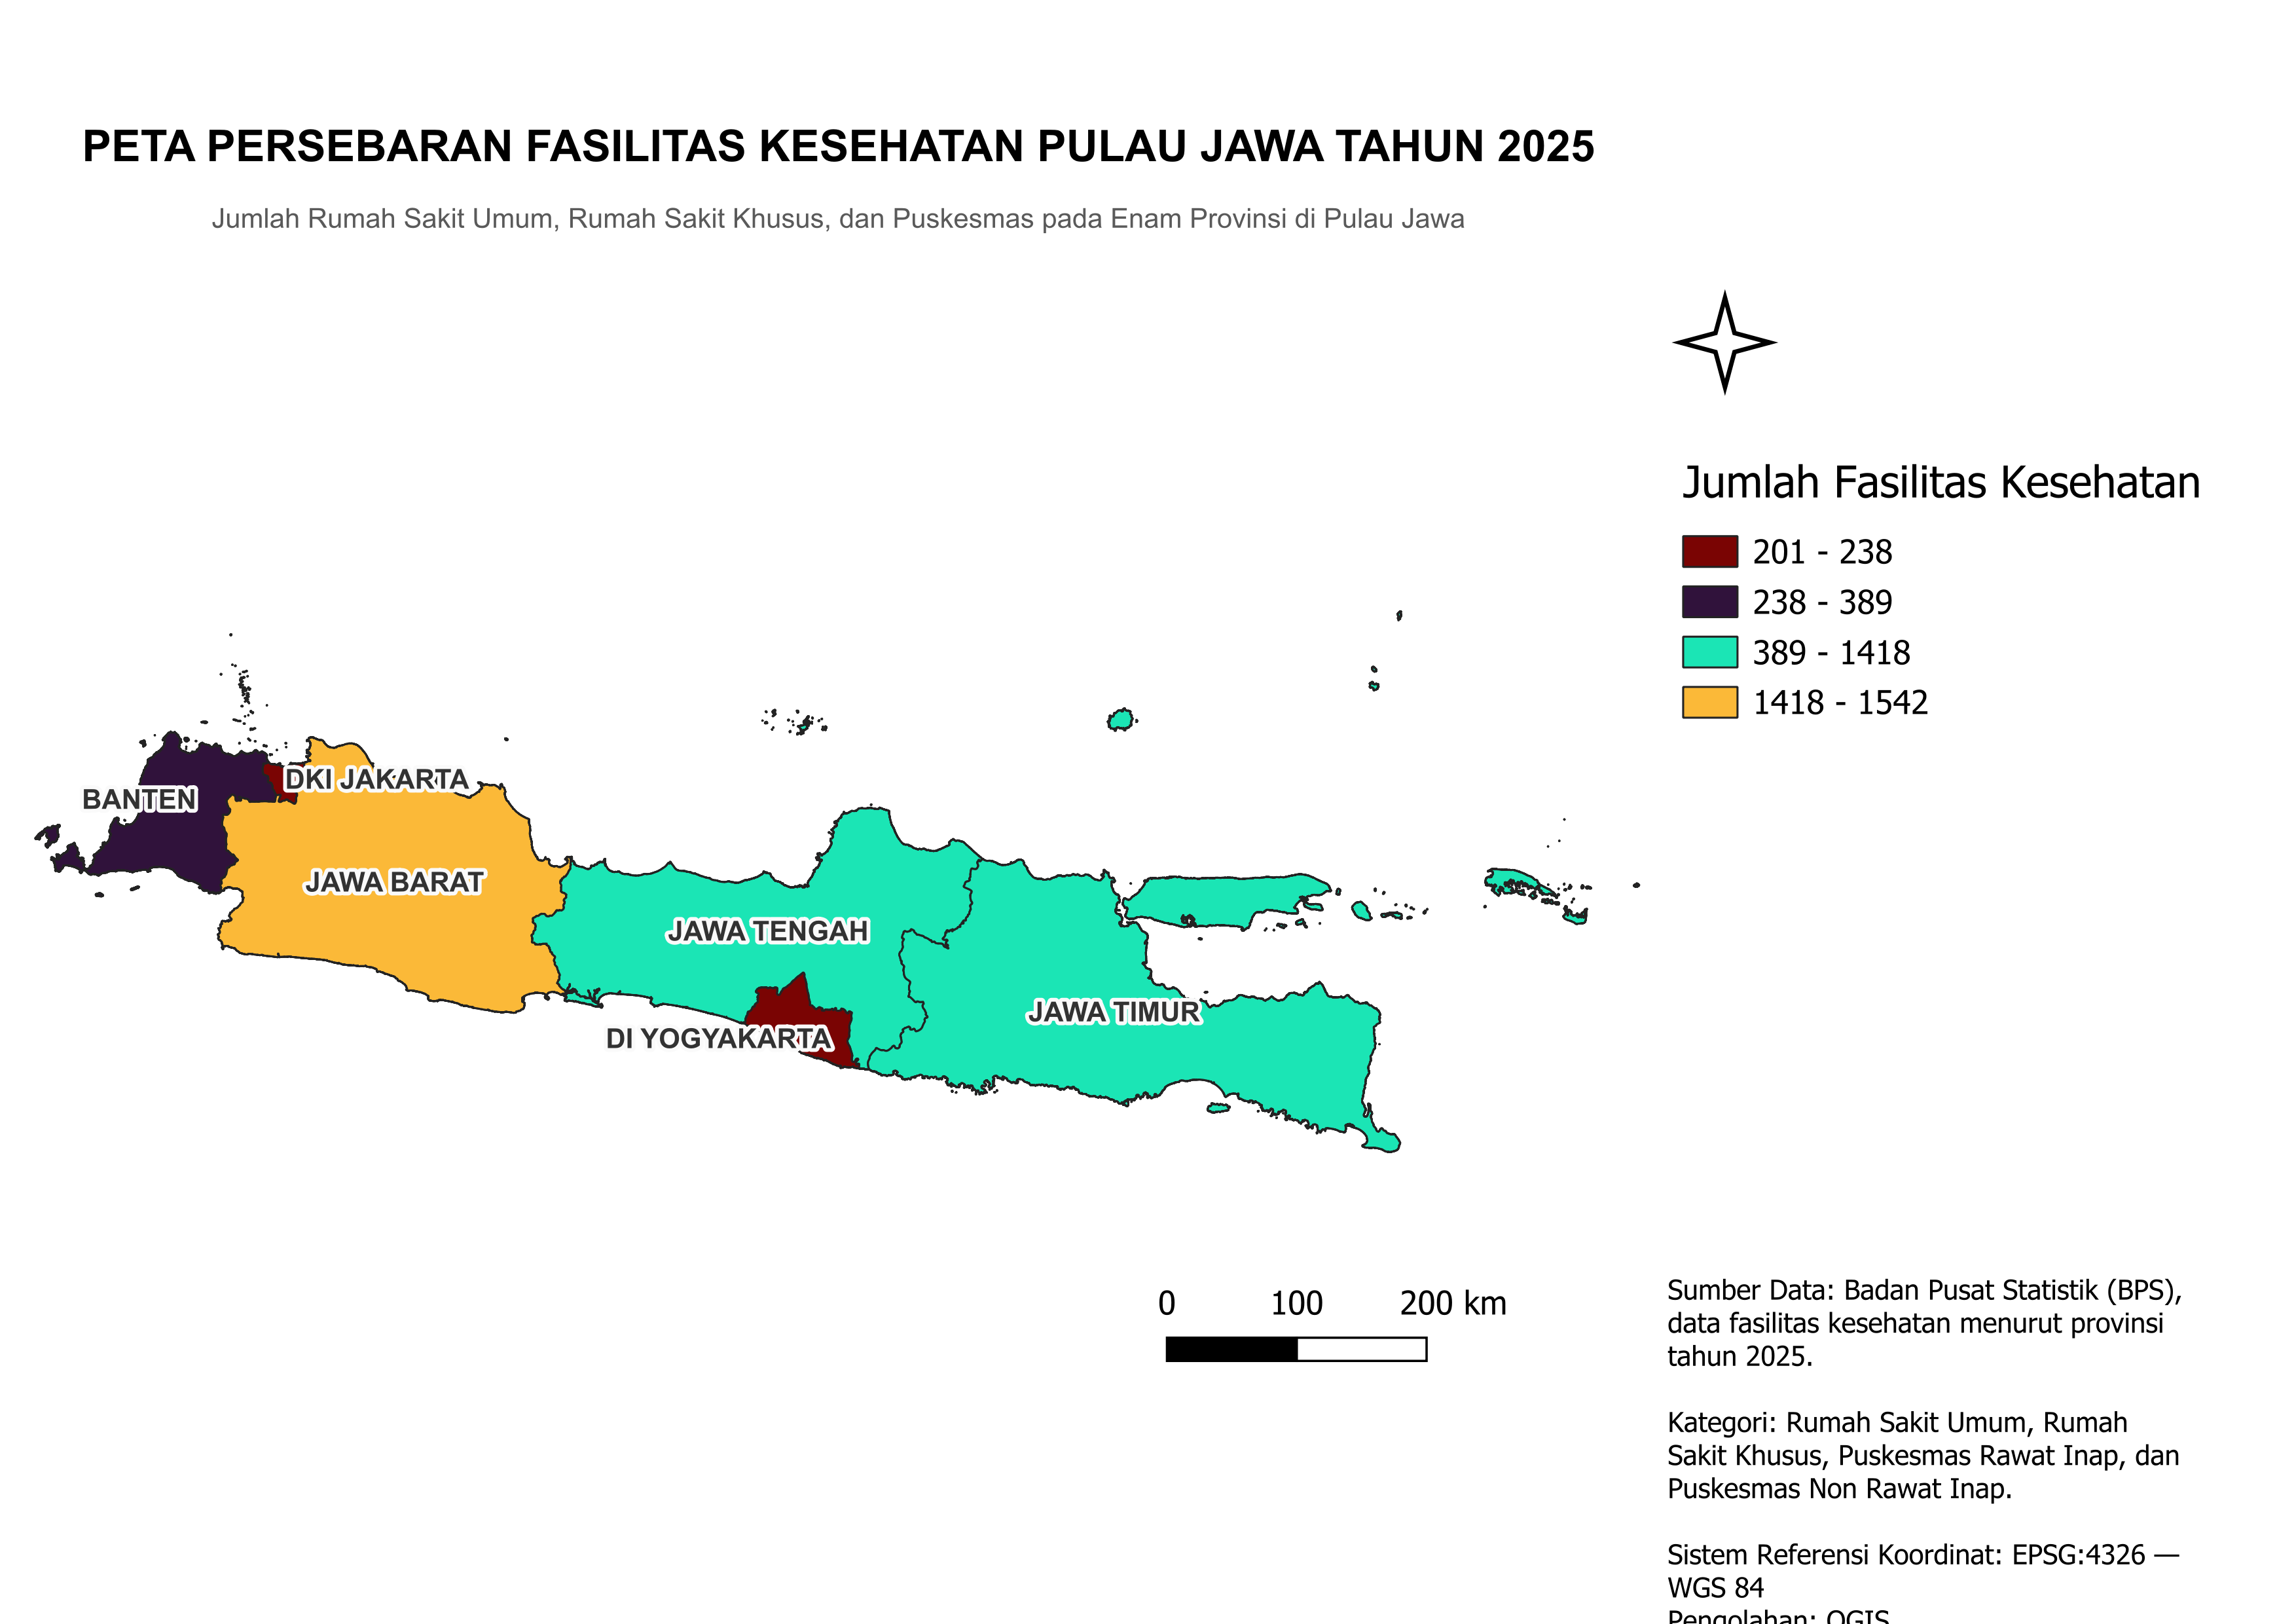 PETA PERSEBARAN FASILITAS KESEHATAN PULAU JAWA TAHUN 2025
Jumlah Rumah Sakit Umum, Rumah Sakit Khusus, dan Puskesmas pada Enam Provinsi di Pulau Jawa
Jumlah Fasilitas Kesehatan
201 - 238
238 - 389
389 - 1418
1418 - 1542
DKI JAKARTA
BANTEN
JAWA BARAT
JAWA TENGAH
JAWA TIMUR
DI YOGYAKARTA
0 100 200 km
Sumber Data: Badan Pusat Statistik (BPS),
data fasilitas kesehatan menurut provinsi
tahun 2025.
Kategori: Rumah Sakit Umum, Rumah
Sakit Khusus, Puskesmas Rawat Inap, dan
Puskesmas Non Rawat Inap.
Sistem Referensi Koordinat: EPSG:4326 —
WGS 84
Pengolahan: QGIS